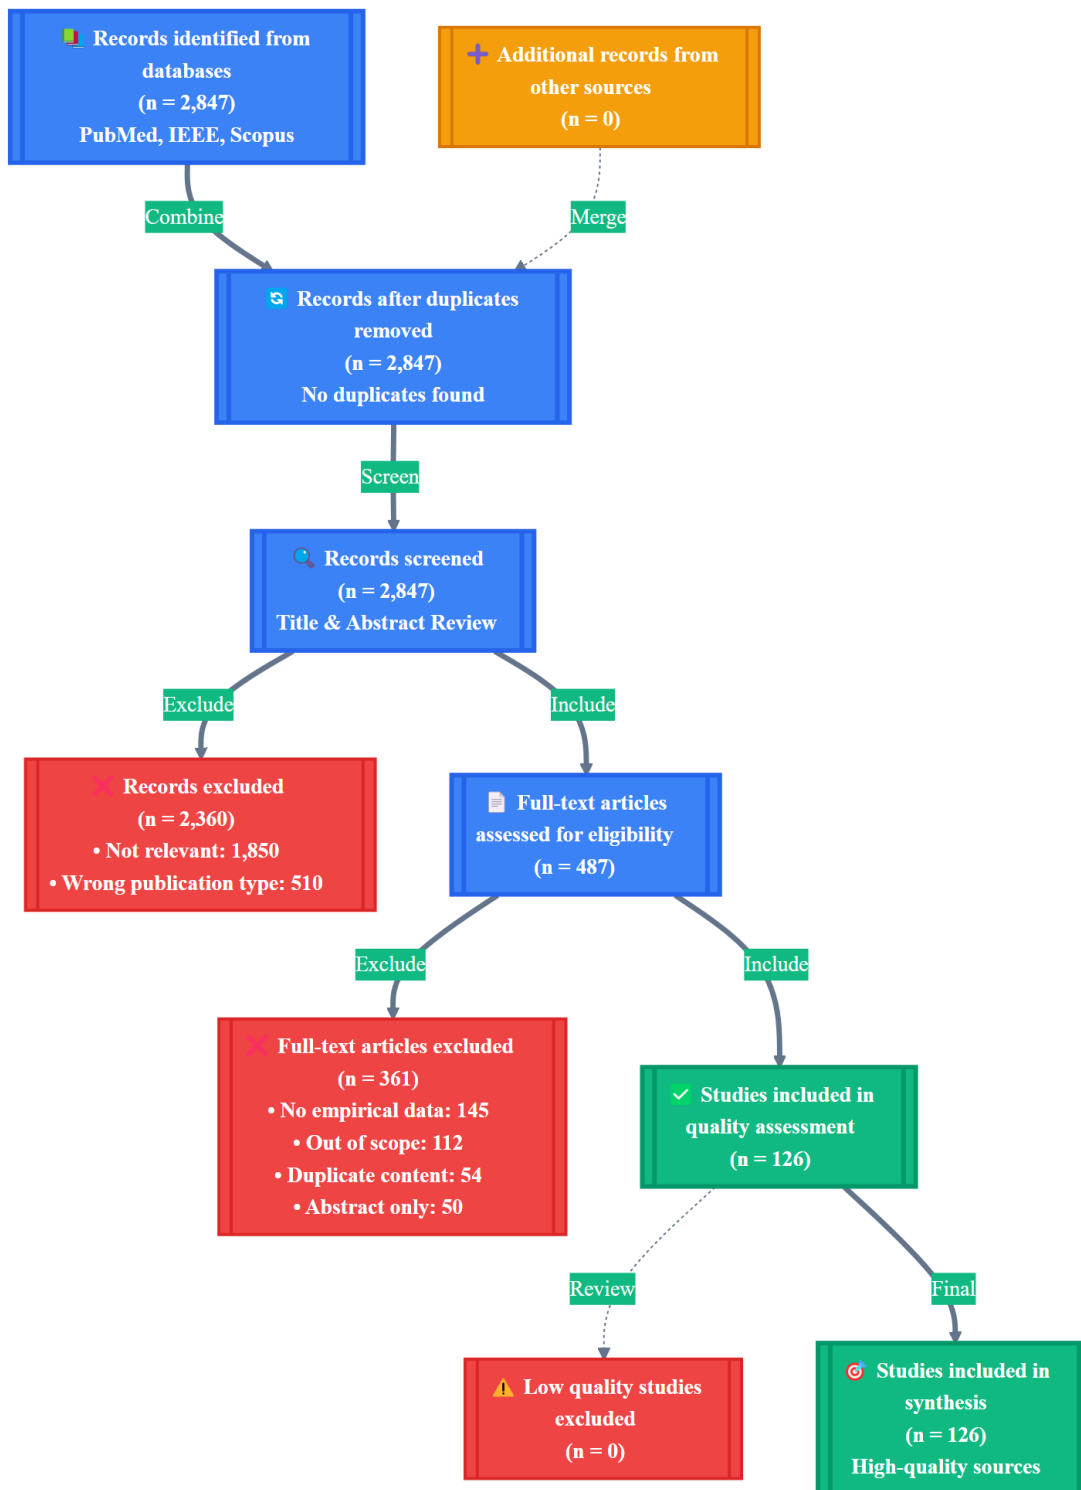 📚 Records identified from
databases
(n = 2,847)
PubMed, IEEE, Scopus
➕ Additional records from
other sources
(n = 0)
Combine
Merge
🔄 Records after duplicates
removed
(n = 2,847)
No duplicates found
Screen
🔍 Records screened
(n = 2,847)
Title & Abstract Review
Exclude
Include
❌ Records excluded
(n = 2,360)
• Not relevant: 1,850
• Wrong publication type: 510
📄 Full-text articles
assessed for eligibility
(n = 487)
Exclude
Include
❌ Full-text articles excluded
(n = 361)
• No empirical data: 145
• Out of scope: 112
• Duplicate content: 54
• Abstract only: 50
✅ Studies included in
quality assessment
(n = 126)
Review
Final
⚠️ Low quality studies
excluded
(n = 0)
🎯 Studies included in
synthesis
(n = 126)
High-quality sources